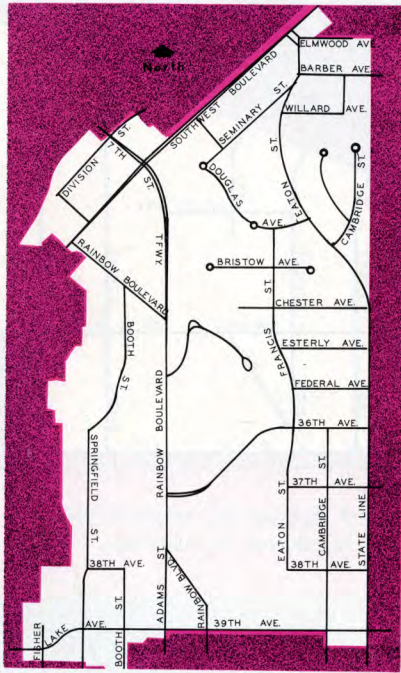 North
ELMWOOD AVE.
BARBER AVE.
SOUTHWEST BOULEVARD
SEMINARY ST.
WILLARD AVE.
DIVISION ST.
7TH ST. TFWY
DOUGLAS AVE.
EATON ST.
CAMBRIDGE ST.
RAINBOW BOULEVARD
BRISTOW AVE.
BOOTH ST.
CHESTER AVE.
FRANCIS ST.
ESTERLY AVE.
FEDERAL AVE.
RAINBOW BOULEVARD
36TH AVE.
SPRINGFIELD ST.
37TH AVE.
EATON ST.
CAMBRIDGE ST.
STATE LINE
38TH AVE.
38TH AVE.
ADAMS ST.
RAINBOW BLVD.
BOOTH ST.
39TH AVE.
FISHER
LAKE AVE.